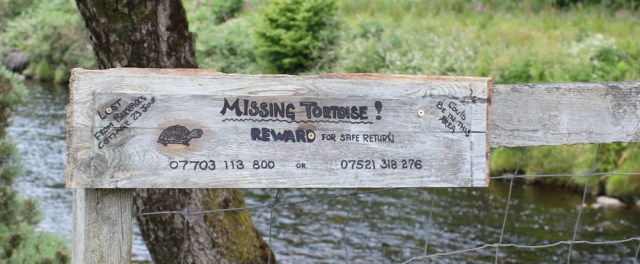 LOST
FROM
COTTAGE 23 JUNE
MISSING TORTOISE!
REWARD FOR SAFE RETURN
07703 113 800 OR 07521 318 276
COULD
BE IN THIS
AREA